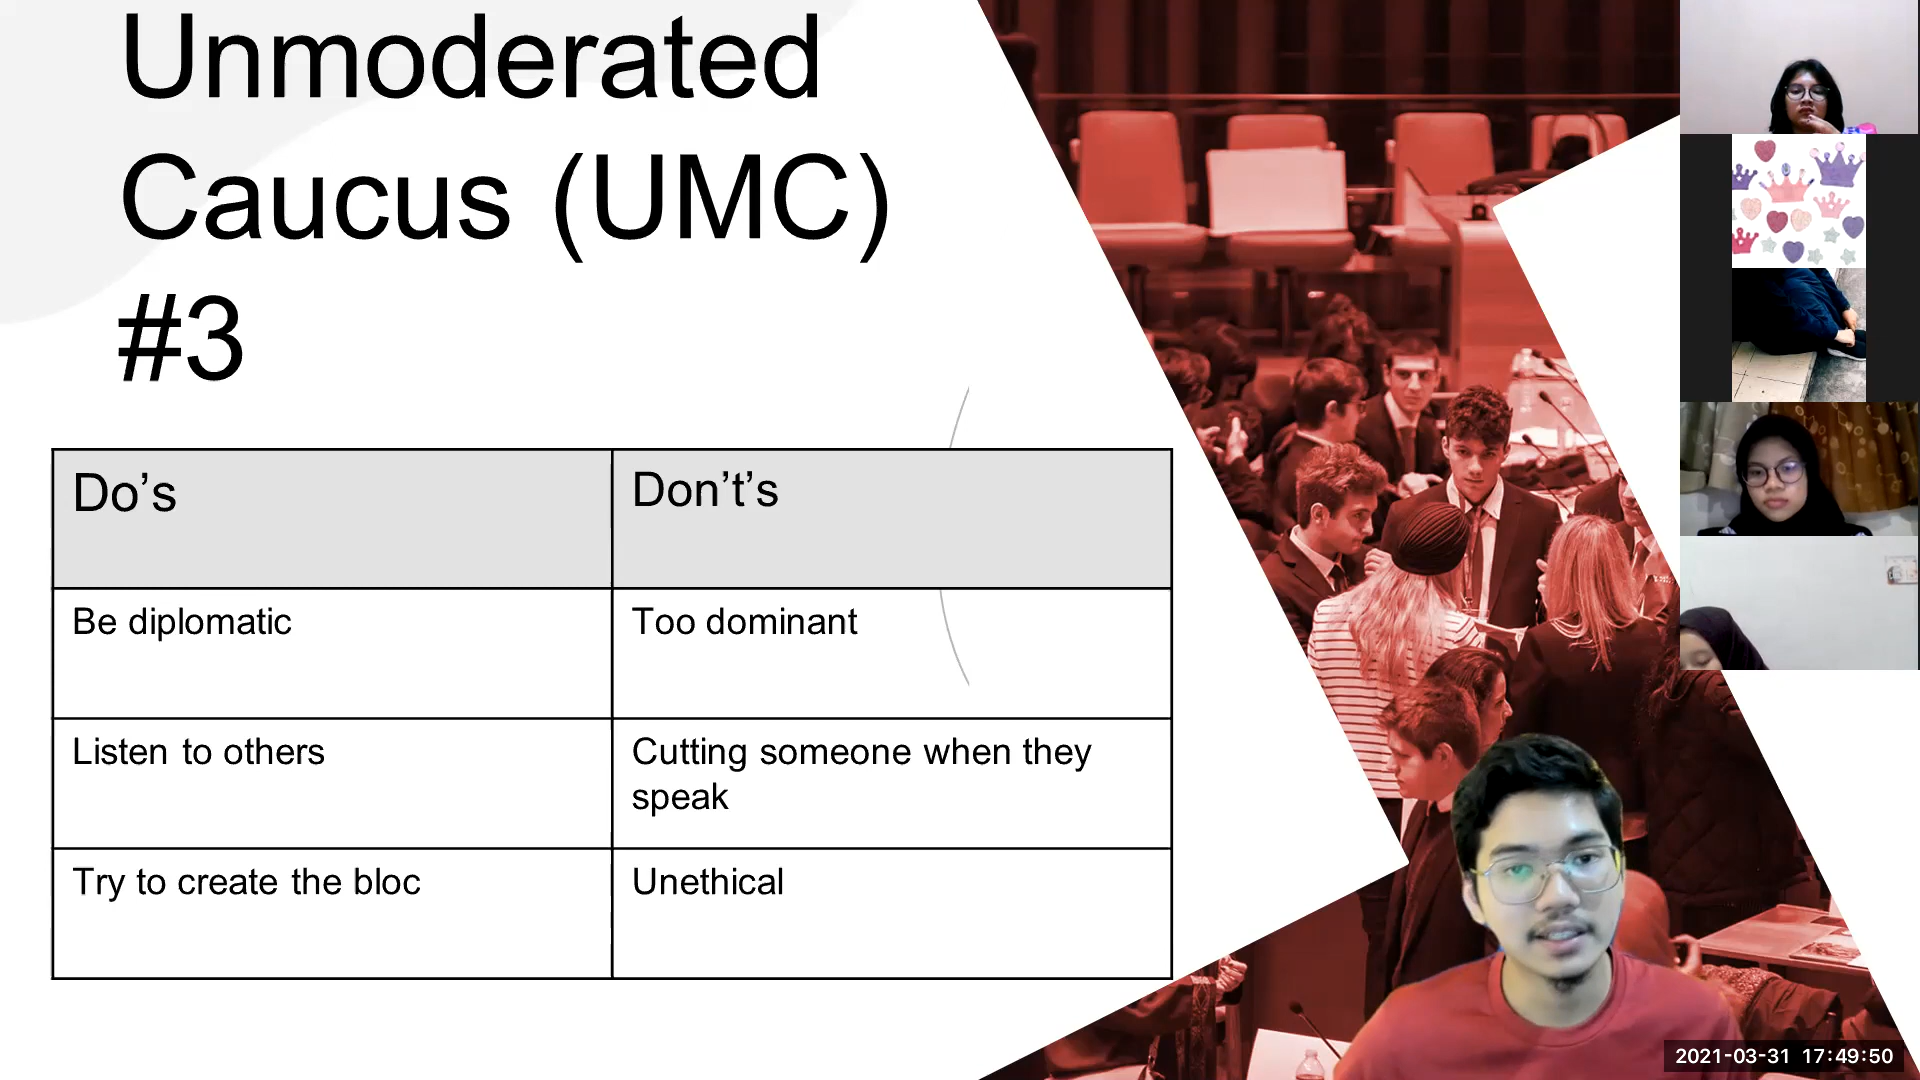 Unmoderated
Caucus (UMC)
#3
Do’s
Don’t’s
Be diplomatic
Too dominant
Listen to others
Cutting someone when they
speak
Try to create the bloc
Unethical
2021-03-31 17:49:50